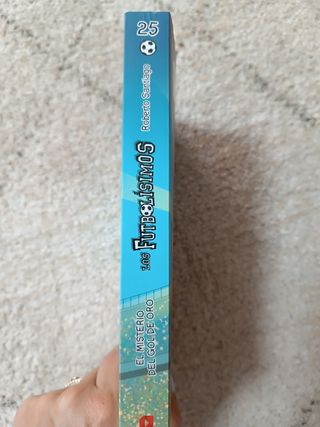 25
Roberto Santiago
LOS FUTBOLÍSIMOS
EL MISTERIO
DEL GOL DE ORO